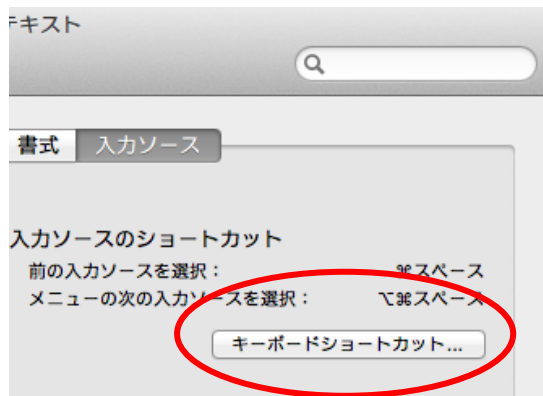 テキスト
書式 入力ソース
入力ソースのショートカット
前の入力ソースを選択： ⌘スペース
メニューの次の入力ソースを選択： ⌥⌘スペース
キーボードショートカット...